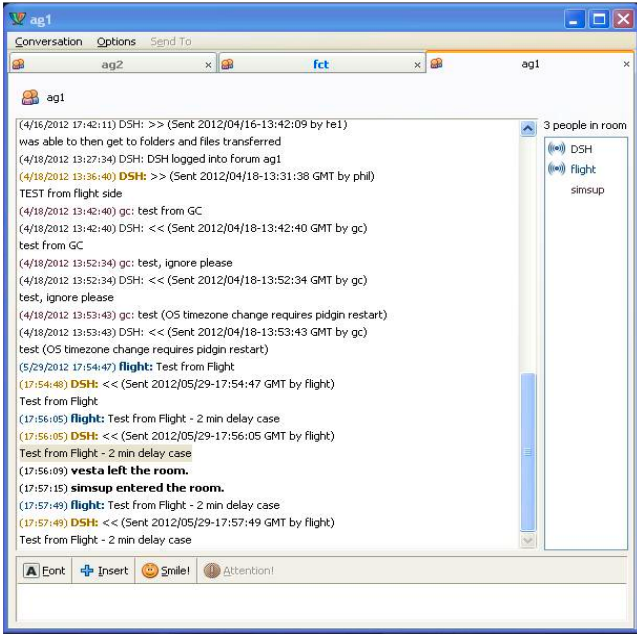 ag1
Conversation Options Send To
ag2 × fct × ag1 ×
ag1
3 people in room
DSH
flight
simsup
(4/16/2012 17:42:11) DSH: >> (Sent 2012/04/16-13:42:09 by fe1)
was able to then get to folders and files transferred
(4/18/2012 13:27:34) DSH: DSH logged into forum ag1
(4/18/2012 13:36:40) DSH: >> (Sent 2012/04/18-13:31:38 GMT by phil)
TEST from flight side
(4/18/2012 13:42:40) gc: test from GC
(4/18/2012 13:42:40) DSH: << (Sent 2012/04/18-13:42:40 GMT by gc)
test from GC
(4/18/2012 13:52:34) gc: test, ignore please
(4/18/2012 13:52:34) DSH: << (Sent 2012/04/18-13:52:34 GMT by gc)
test, ignore please
(4/18/2012 13:53:43) gc: test (OS timezone change requires pidgin restart)
(4/18/2012 13:53:43) DSH: << (Sent 2012/04/18-13:53:43 GMT by gc)
test (OS timezone change requires pidgin restart)
(5/29/2012 17:54:47) flight: Test from Flight
(17:54:48) DSH: << (Sent 2012/05/29-17:54:47 GMT by flight)
Test from Flight
(17:56:05) flight: Test from Flight - 2 min delay case
(17:56:05) DSH: << (Sent 2012/05/29-17:56:05 GMT by flight)
Test from Flight - 2 min delay case
(17:56:09) vesta left the room.
(17:57:15) simsup entered the room.
(17:57:49) flight: Test from Flight - 2 min delay case
(17:57:49) DSH: << (Sent 2012/05/29-17:57:49 GMT by flight)
Test from Flight - 2 min delay case
A Font Insert Smile! Attention!